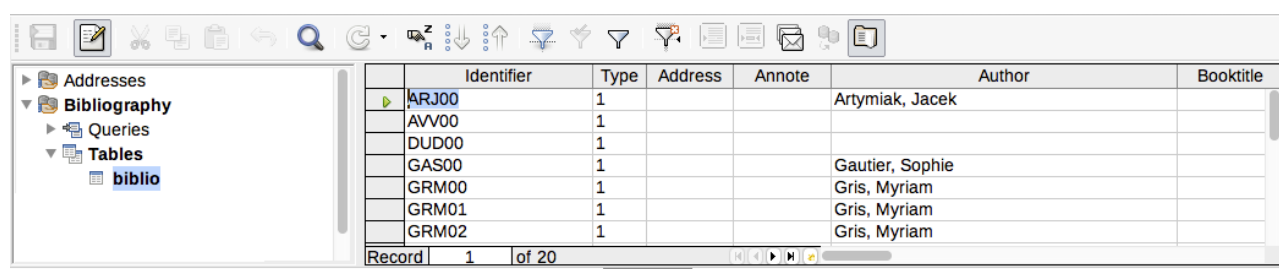 Addresses
Bibliography
Queries
Tables
biblio
Identifier Type Address Annote Author Booktitle
ARJ00 1 Artymiak, Jacek
AVV00 1
DUD00 1
GAS00 1 Gautier, Sophie
GRM00 1 Gris, Myriam
GRM01 1 Gris, Myriam
GRM02 1 Gris, Myriam
Record 1 of 20